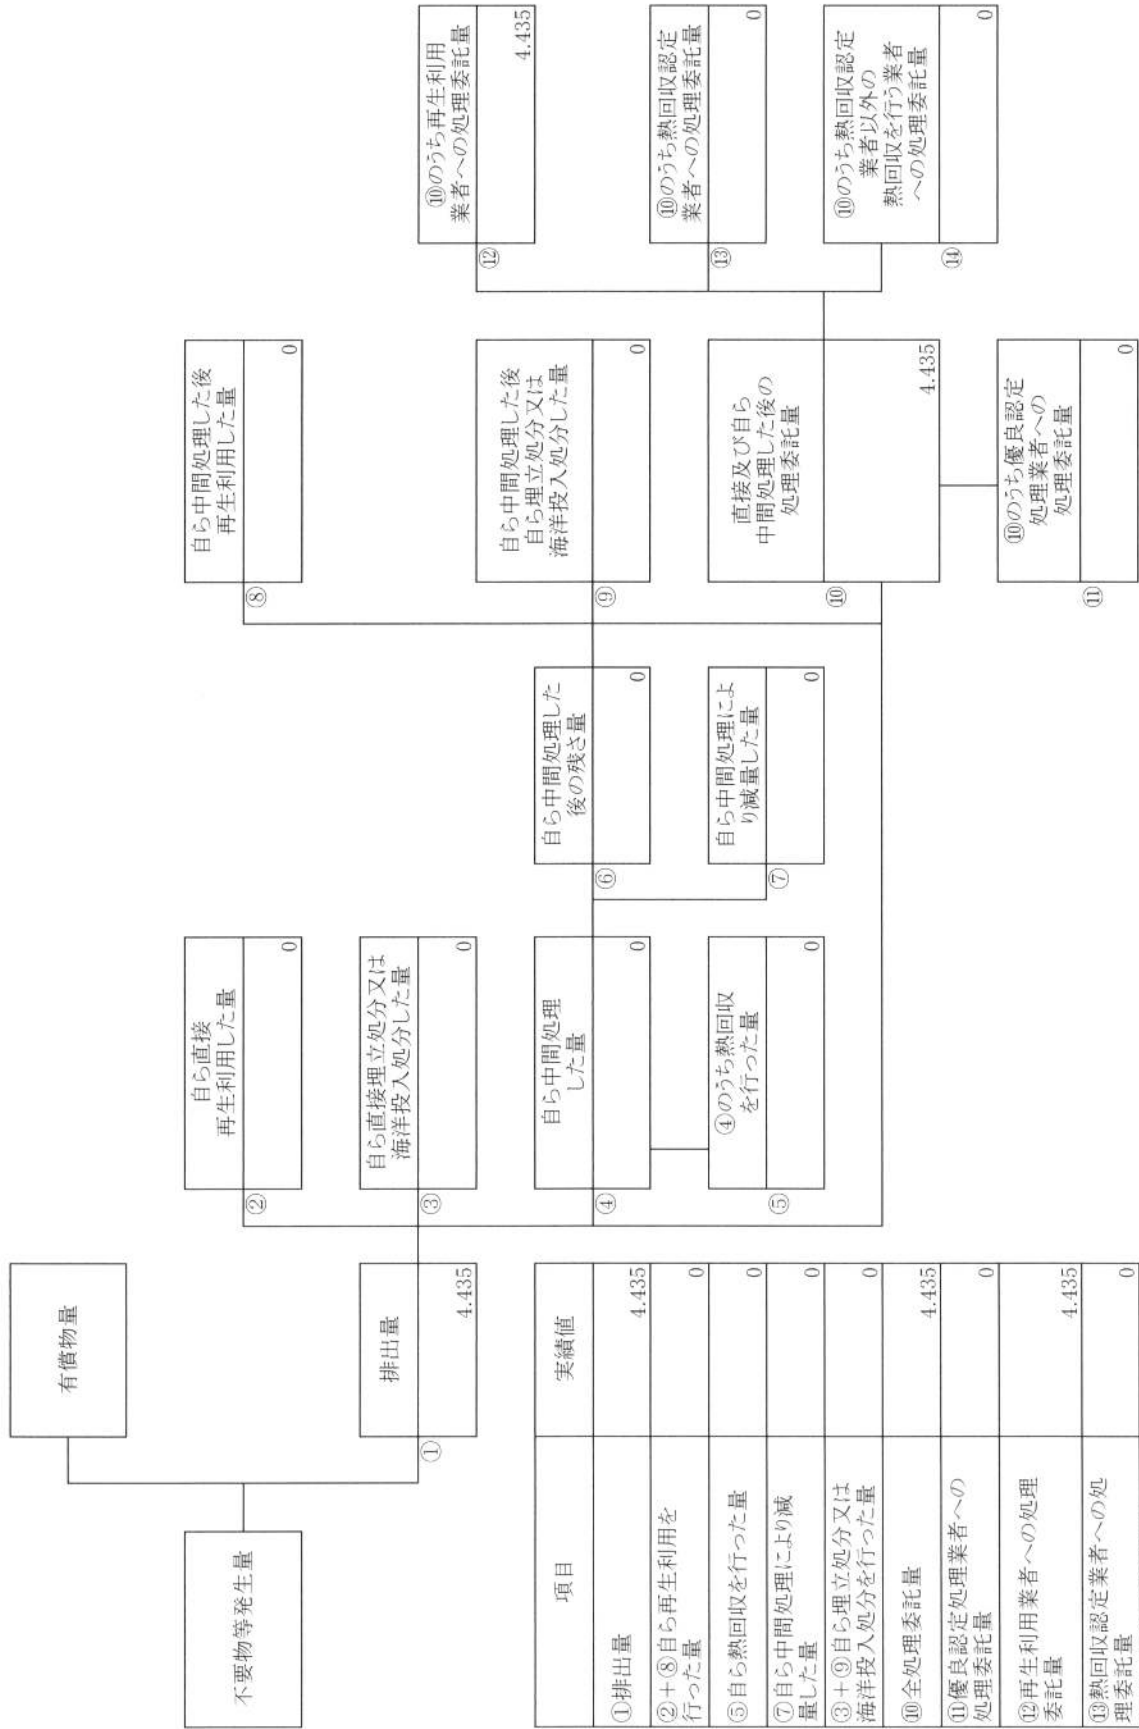 有償物量
不要物等発生量
①
排出量
4.435
②
自ら直接
再生利用した量
0
③
自ら直接埋立処分又は
海洋投入処分した量
0
④
自ら中間処理
した量
0
⑤
④のうち熱回収
を行った量
0
⑥
自ら中間処理した
後の残さ量
0
⑦
自ら中間処理によ
り減量した量
0
⑧
自ら中間処理した後
再生利用した量
0
⑨
自ら中間処理した後
自ら埋立処分又は
海洋投入処分した量
0
⑩
直接及び自ら
中間処理した後の
処理委託量
4.435
⑪
⑩のうち優良認定
処理業者への
処理委託量
0
⑫
⑩のうち再生利用
業者への処理委託量
4.435
⑬
⑩のうち熱回収認定
業者への処理委託量
0
⑭
⑩のうち熱回収認定
業者以外の
熱回収を行う業者
への処理委託量
0
項目 実績値
①排出量 4.435
②+⑧自ら再生利用を
行った量 0
⑤自ら熱回収を行った量 0
⑦自ら中間処理により減
量した量 0
③+⑨自ら埋立処分又は
海洋投入処分を行った量 0
⑩全処理委託量 4.435
⑪優良認定処理業者への
処理委託量 0
⑫再生利用業者への処理
委託量 4.435
⑬熱回収認定業者への処
理委託量 0